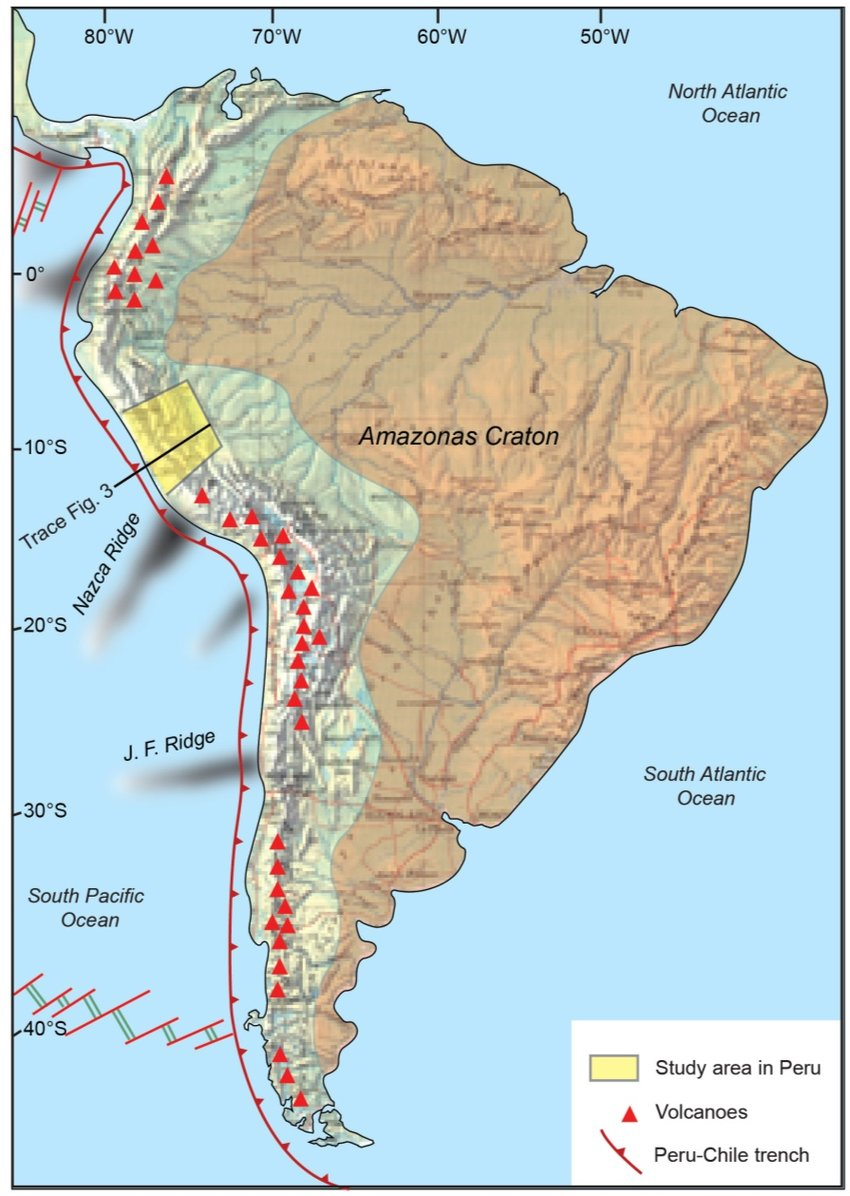 80°W 70°W 60°W 50°W
North Atlantic
Ocean
0°
Amazonas Craton
10°S
Trace Fig. 3
Nazca Ridge
20°S
J. F. Ridge
South Atlantic
Ocean
30°S
South Pacific
Ocean
40°S
Study area in Peru
Volcanoes
Peru-Chile trench